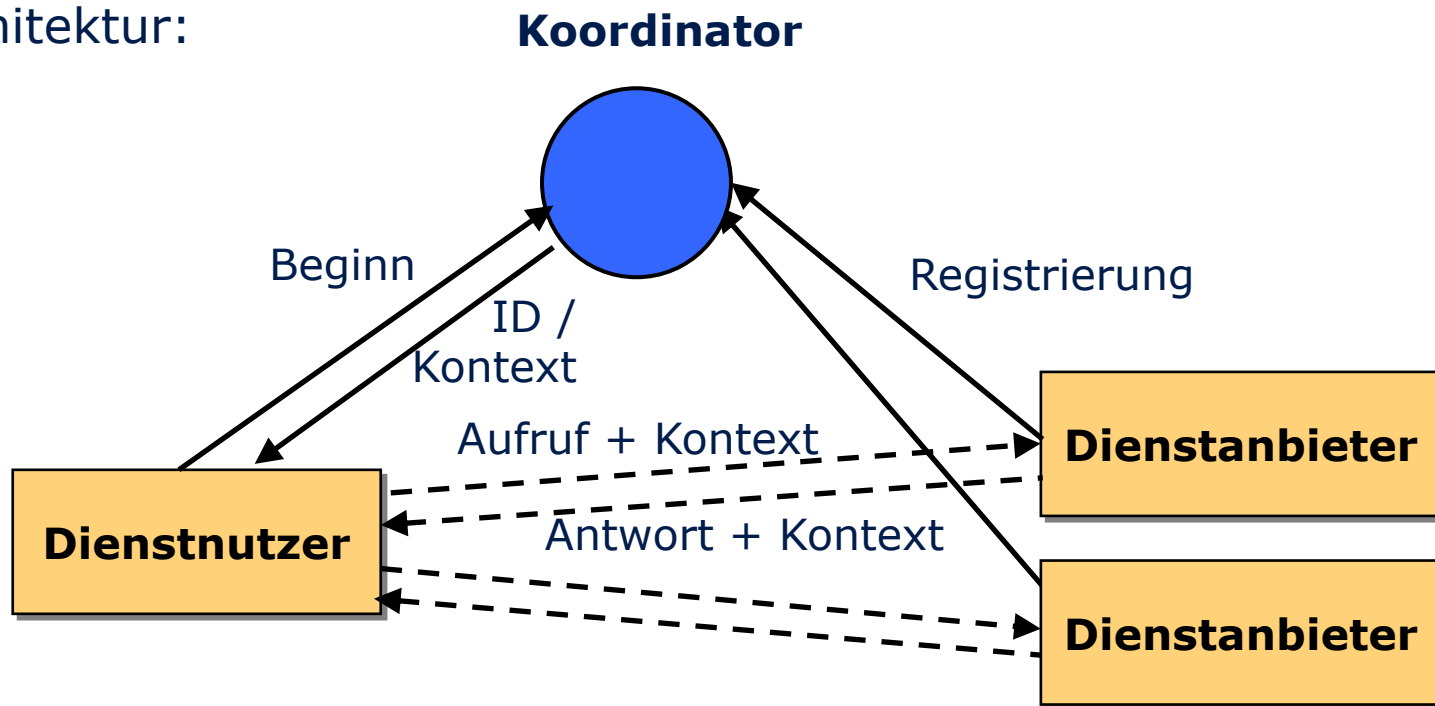 hitektur:
Koordinator
Beginn
Registrierung
ID /
Kontext
Aufruf + Kontext
Dienstanbieter
Antwort + Kontext
Dienstnutzer
Dienstanbieter